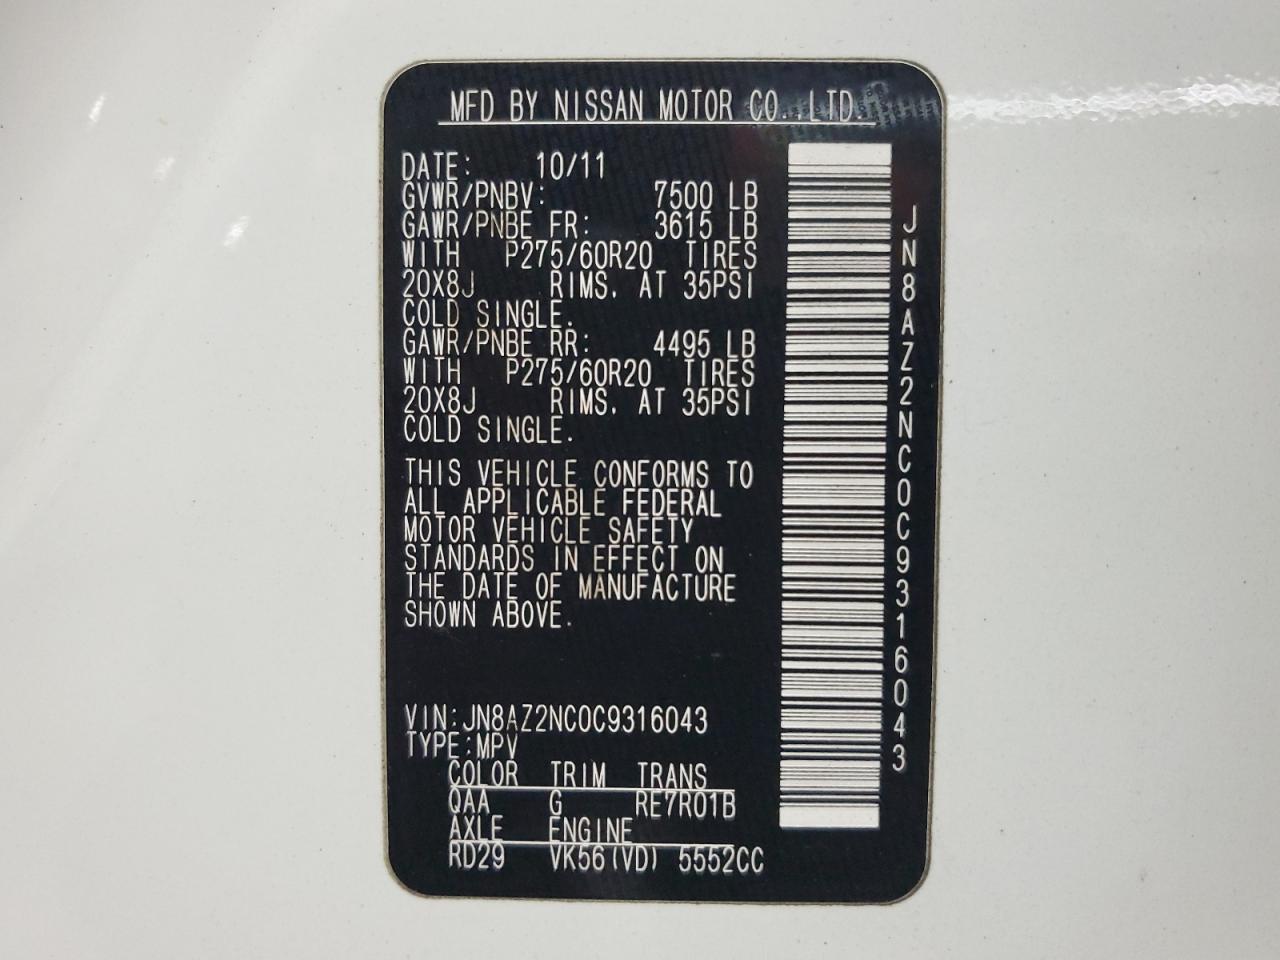 MFD BY NISSAN MOTOR CO.,LTD.
DATE: 10/11
GVWR/PNBV: 7500 LB
GAWR/PNBE FR: 3615 LB
WITH P275/60R20 TIRES
20X8J RIMS. AT 35PSI
COLD SINGLE.
GAWR/PNBE RR: 4495 LB
WITH P275/60R20 TIRES
20X8J RIMS. AT 35PSI
COLD SINGLE.
THIS VEHICLE CONFORMS TO
ALL APPLICABLE FEDERAL
MOTOR VEHICLE SAFETY
STANDARDS IN EFFECT ON
THE DATE OF MANUFACTURE
SHOWN ABOVE.
VIN:JN8AZ2NC0C9316043
TYPE:MPV
COLOR TRIM TRANS
QAA G RE7R01B
AXLE ENGINE
RD29 VK56(VD) 5552CC
JN8AZ2NC0C9316043